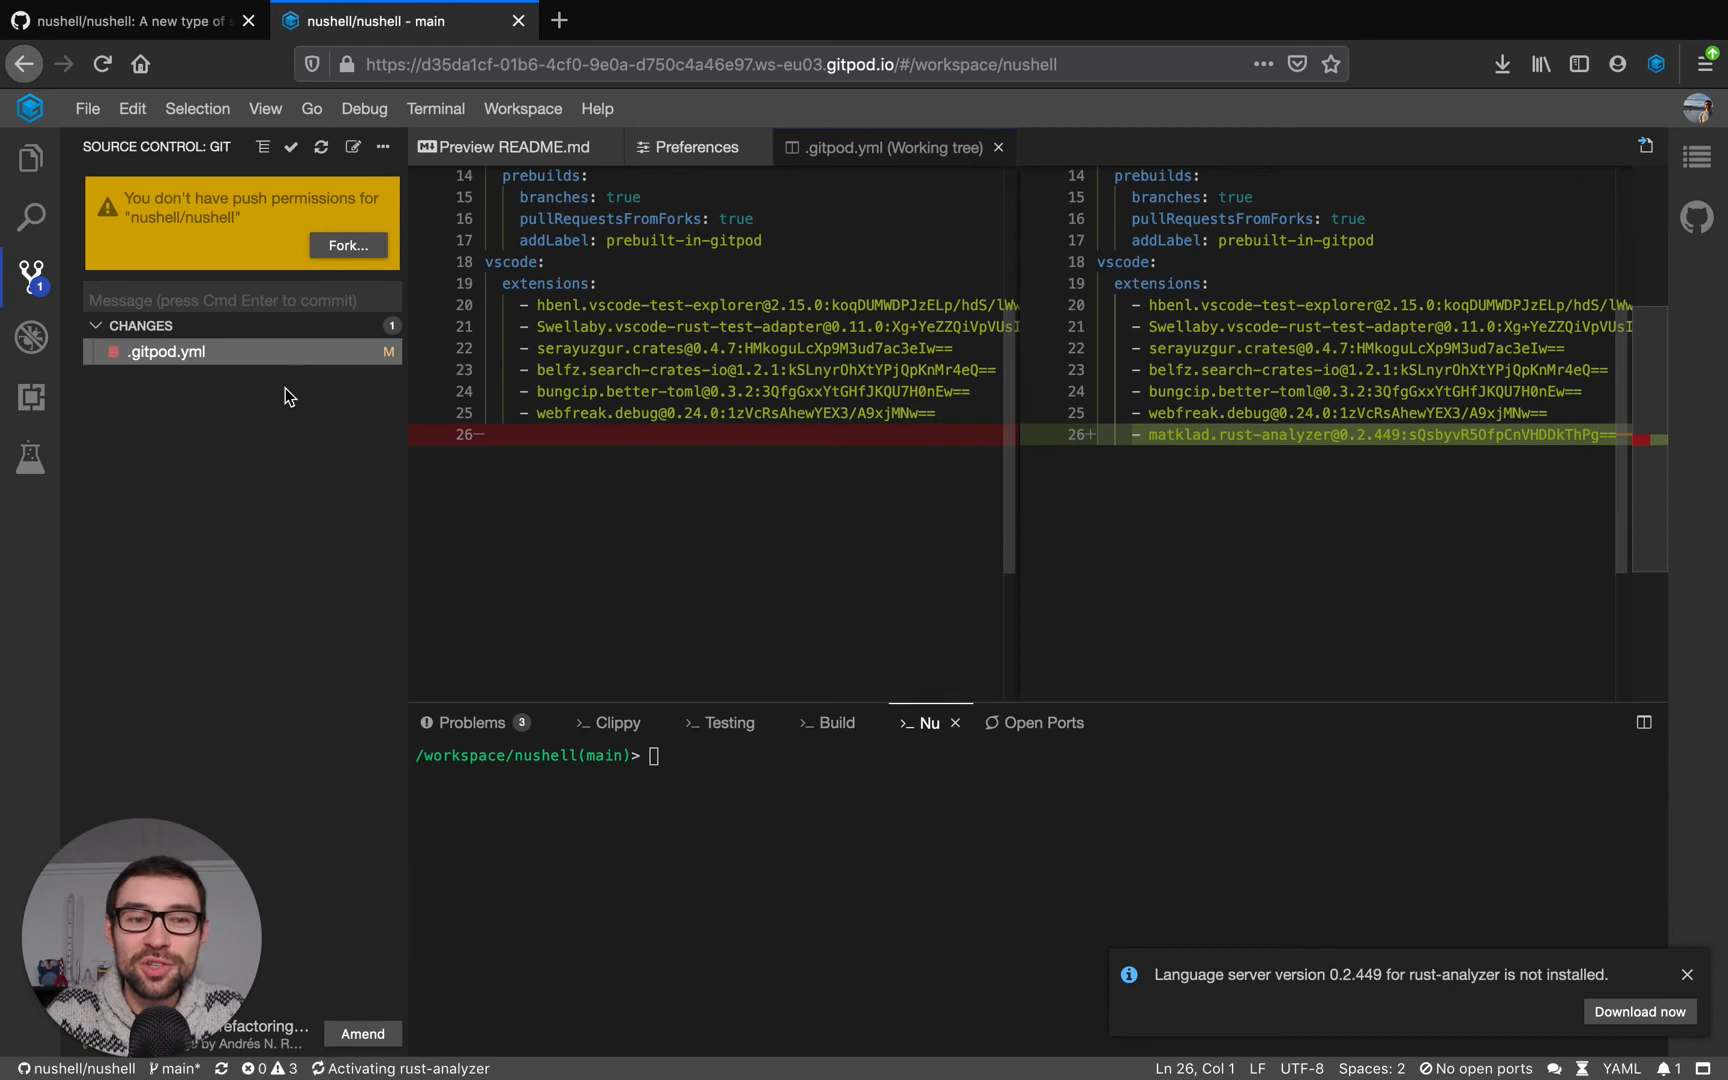 nushell/nushell: A new type of s
nushell/nushell - main
https://d35da1cf-01b6-4cf0-9e0a-d750c4a46e97.ws-eu03.gitpod.io/#/workspace/nushell
File Edit Selection View Go Debug Terminal Workspace Help
SOURCE CONTROL: GIT
Preview README.md
Preferences
.gitpod.yml (Working tree)
You don't have push permissions for
"nushell/nushell"
Fork...
Message (press Cmd Enter to commit)
CHANGES 1
.gitpod.yml M
1
14 prebuilds:
15 branches: true
16 pullRequestsFromForks: true
17 addLabel: prebuilt-in-gitpod
18 vscode:
19 extensions:
20 - hbenl.vscode-test-explorer@2.15.0:koqDUMWDPJzELp/hdS/lWw
21 - Swellaby.vscode-rust-test-adapter@0.11.0:Xg+YeZZQiVpVUsI
22 - serayuzgur.crates@0.4.7:HMkoguLcXp9M3ud7ac3eIw==
23 - belfz.search-crates-io@1.2.1:kSLnyrOhXtYPjQpKnMr4eQ==
24 - bungcip.better-toml@0.3.2:3QfgGxxYtGHfJKQU7H0nEw==
25 - webfreak.debug@0.24.0:1zVcRsAhewYEX3/A9xjMNw==
26-
14 prebuilds:
15 branches: true
16 pullRequestsFromForks: true
17 addLabel: prebuilt-in-gitpod
18 vscode:
19 extensions:
20 - hbenl.vscode-test-explorer@2.15.0:koqDUMWDPJzELp/hdS/lWw
21 - Swellaby.vscode-rust-test-adapter@0.11.0:Xg+YeZZQiVpVUsI
22 - serayuzgur.crates@0.4.7:HMkoguLcXp9M3ud7ac3eIw==
23 - belfz.search-crates-io@1.2.1:kSLnyrOhXtYPjQpKnMr4eQ==
24 - bungcip.better-toml@0.3.2:3QfgGxxYtGHfJKQU7H0nEw==
25 - webfreak.debug@0.24.0:1zVcRsAhewYEX3/A9xjMNw==
26+ - matklad.rust-analyzer@0.2.449:sQsbyvR5OfpCnVHDDkThPg==
Problems 3 Clippy Testing Build Nu Open Ports
/workspace/nushell(main)>
Language server version 0.2.449 for rust-analyzer is not installed.
Download now
refactoring...
by Andrés N. R...
Amend
nushell/nushell main* 0 3 Activating rust-analyzer
Ln 26, Col 1 LF UTF-8 Spaces: 2 No open ports YAML 1